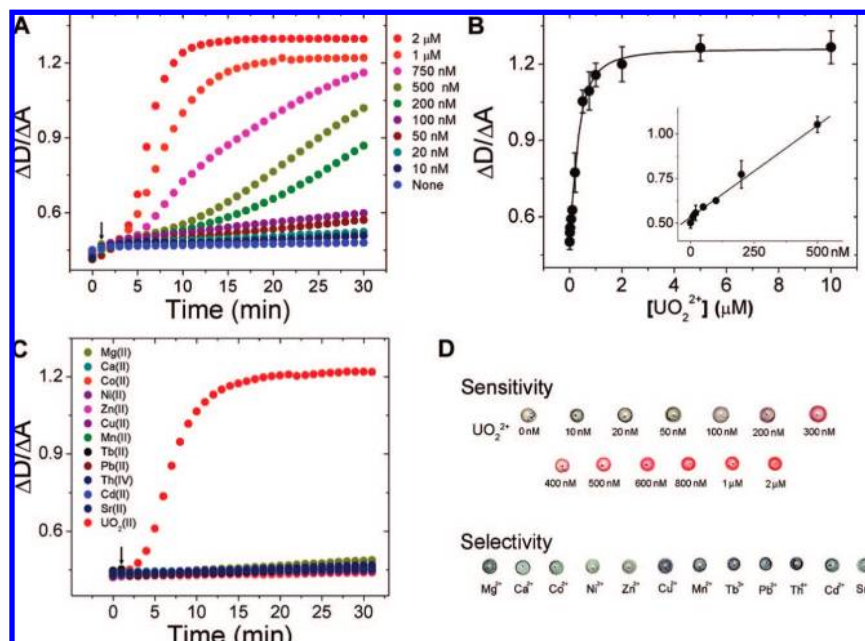 A
ΔD/ΔA
1.2
0.9
0.6
0 5 10 15 20 25 30
Time (min)
2 µM
1 µM
750 nM
500 nM
200 nM
100 nM
50 nM
20 nM
10 nM
None
B
ΔD/ΔA
1.2
0.9
0.6
0 2 4 6 8 10
[UO₂²⁺] (µM)
1.00
0.75
0.50
0 250 500 nM
C
ΔD/ΔA
1.2
0.9
0.6
0 5 10 15 20 25 30
Time (min)
Mg(II)
Ca(II)
Co(II)
Ni(II)
Zn(II)
Cu(II)
Mn(II)
Tb(II)
Pb(II)
Th(IV)
Cd(II)
Sr(II)
UO₂(II)
D
Sensitivity
UO₂²⁺
0 nM 10 nM 20 nM 50 nM 100 nM 200 nM 300 nM
400 nM 500 nM 600 nM 800 nM 1 µM 2 µM
Selectivity
Mg²⁺ Ca²⁺ Co²⁺ Ni²⁺ Zn²⁺ Cu²⁺ Mn²⁺ Tb³⁺ Pb²⁺ Th⁴⁺ Cd²⁺